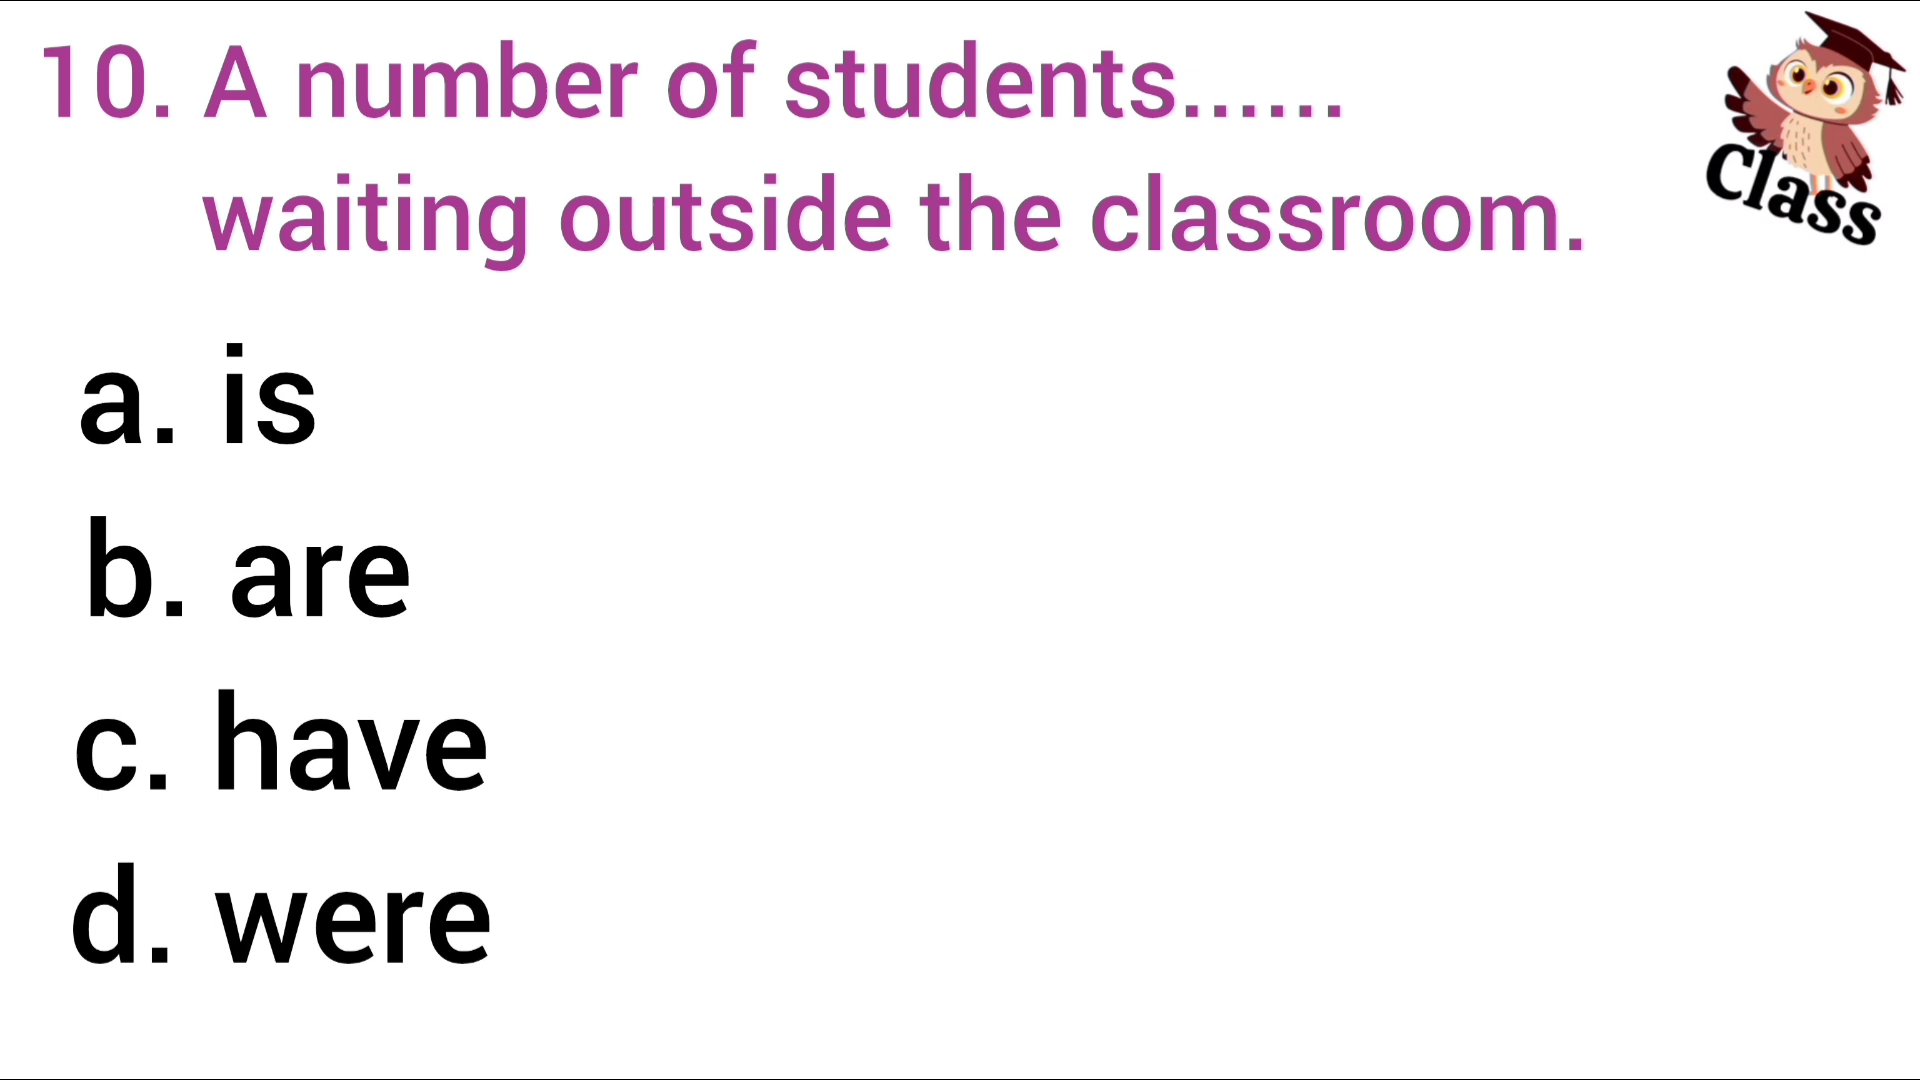 10. A number of students......
waiting outside the classroom.
Class
a. is
b. are
c. have
d. were